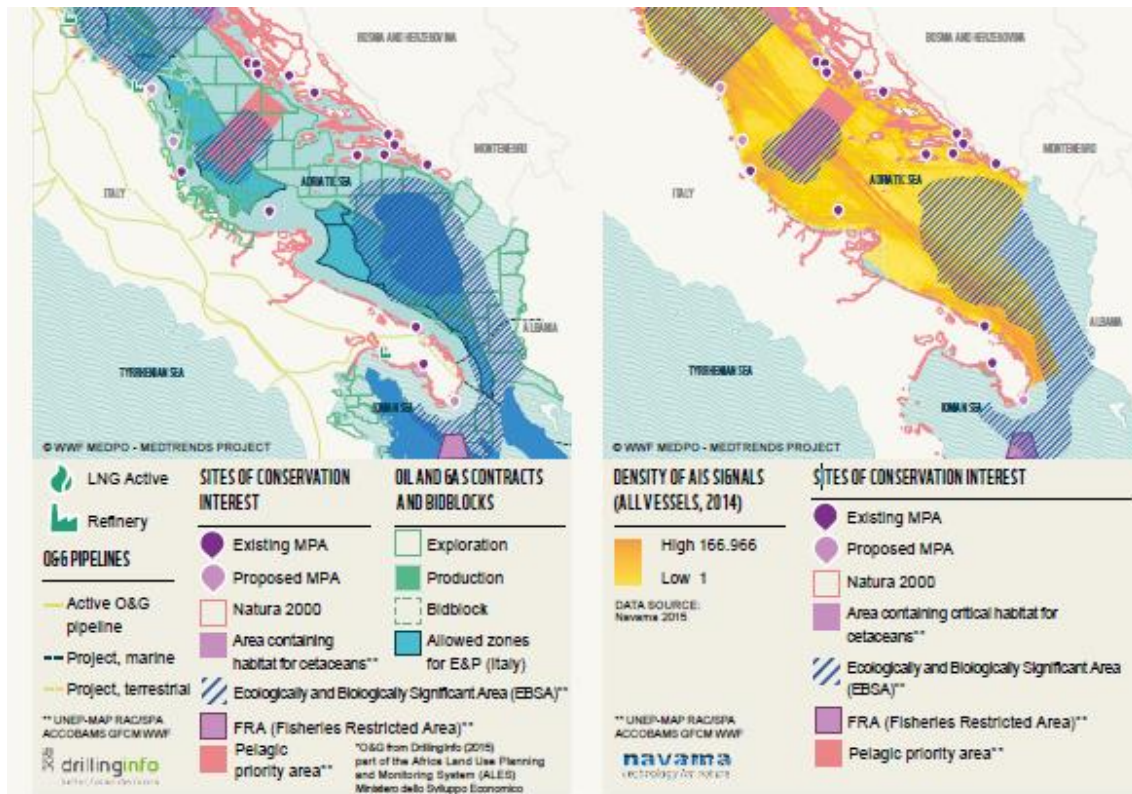 BOSNIA AND HERZEGOVINA
MONTENEGRO
ITALY
ADRIATIC SEA
ALBANIA
TYRRHENIAN SEA
IONIAN SEA
© WWF MEDPO - MEDTRENDS PROJECT
LNG Active
Refinery
O&G PIPELINES
Active O&G
pipeline
Project, marine
Project, terrestrial
** UNEP-MAP RAC/SPA
ACCOBAMS GFCM WWF
drillinginfo
SITES OF CONSERVATION
INTEREST
Existing MPA
Proposed MPA
Natura 2000
Area containing
habitat for cetaceans**
Ecologically and Biologically Significant Area (EBSA)**
FRA (Fisheries Restricted Area)**
Pelagic
priority area**
OIL AND GAS CONTRACTS
AND BIDBLOCKS
Exploration
Production
Bidblock
Allowed zones
for E&P (Italy)
*O&G from DrillingInfo (2015)
part of the Africa Land Use Planning
and Monitoring System (ALES)
Ministero dello Sviluppo Economico
BOSNIA AND HERZEGOVINA
MONTENEGRO
ITALY
ADRIATIC SEA
ALBANIA
TYRRHENIAN SEA
IONIAN SEA
© WWF MEDPO - MEDTRENDS PROJECT
DENSITY OF AIS SIGNALS
(ALL VESSELS, 2014)
High 166.966
Low 1
DATA SOURCE:
Navama 2015
** UNEP-MAP RAC/SPA
ACCOBAMS GFCM WWF
navama
technology for nature
SITES OF CONSERVATION INTEREST
Existing MPA
Proposed MPA
Natura 2000
Area containing critical habitat for
cetaceans**
Ecologically and Biologically Significant Area
(EBSA)**
FRA (Fisheries Restricted Area)**
Pelagic priority area**